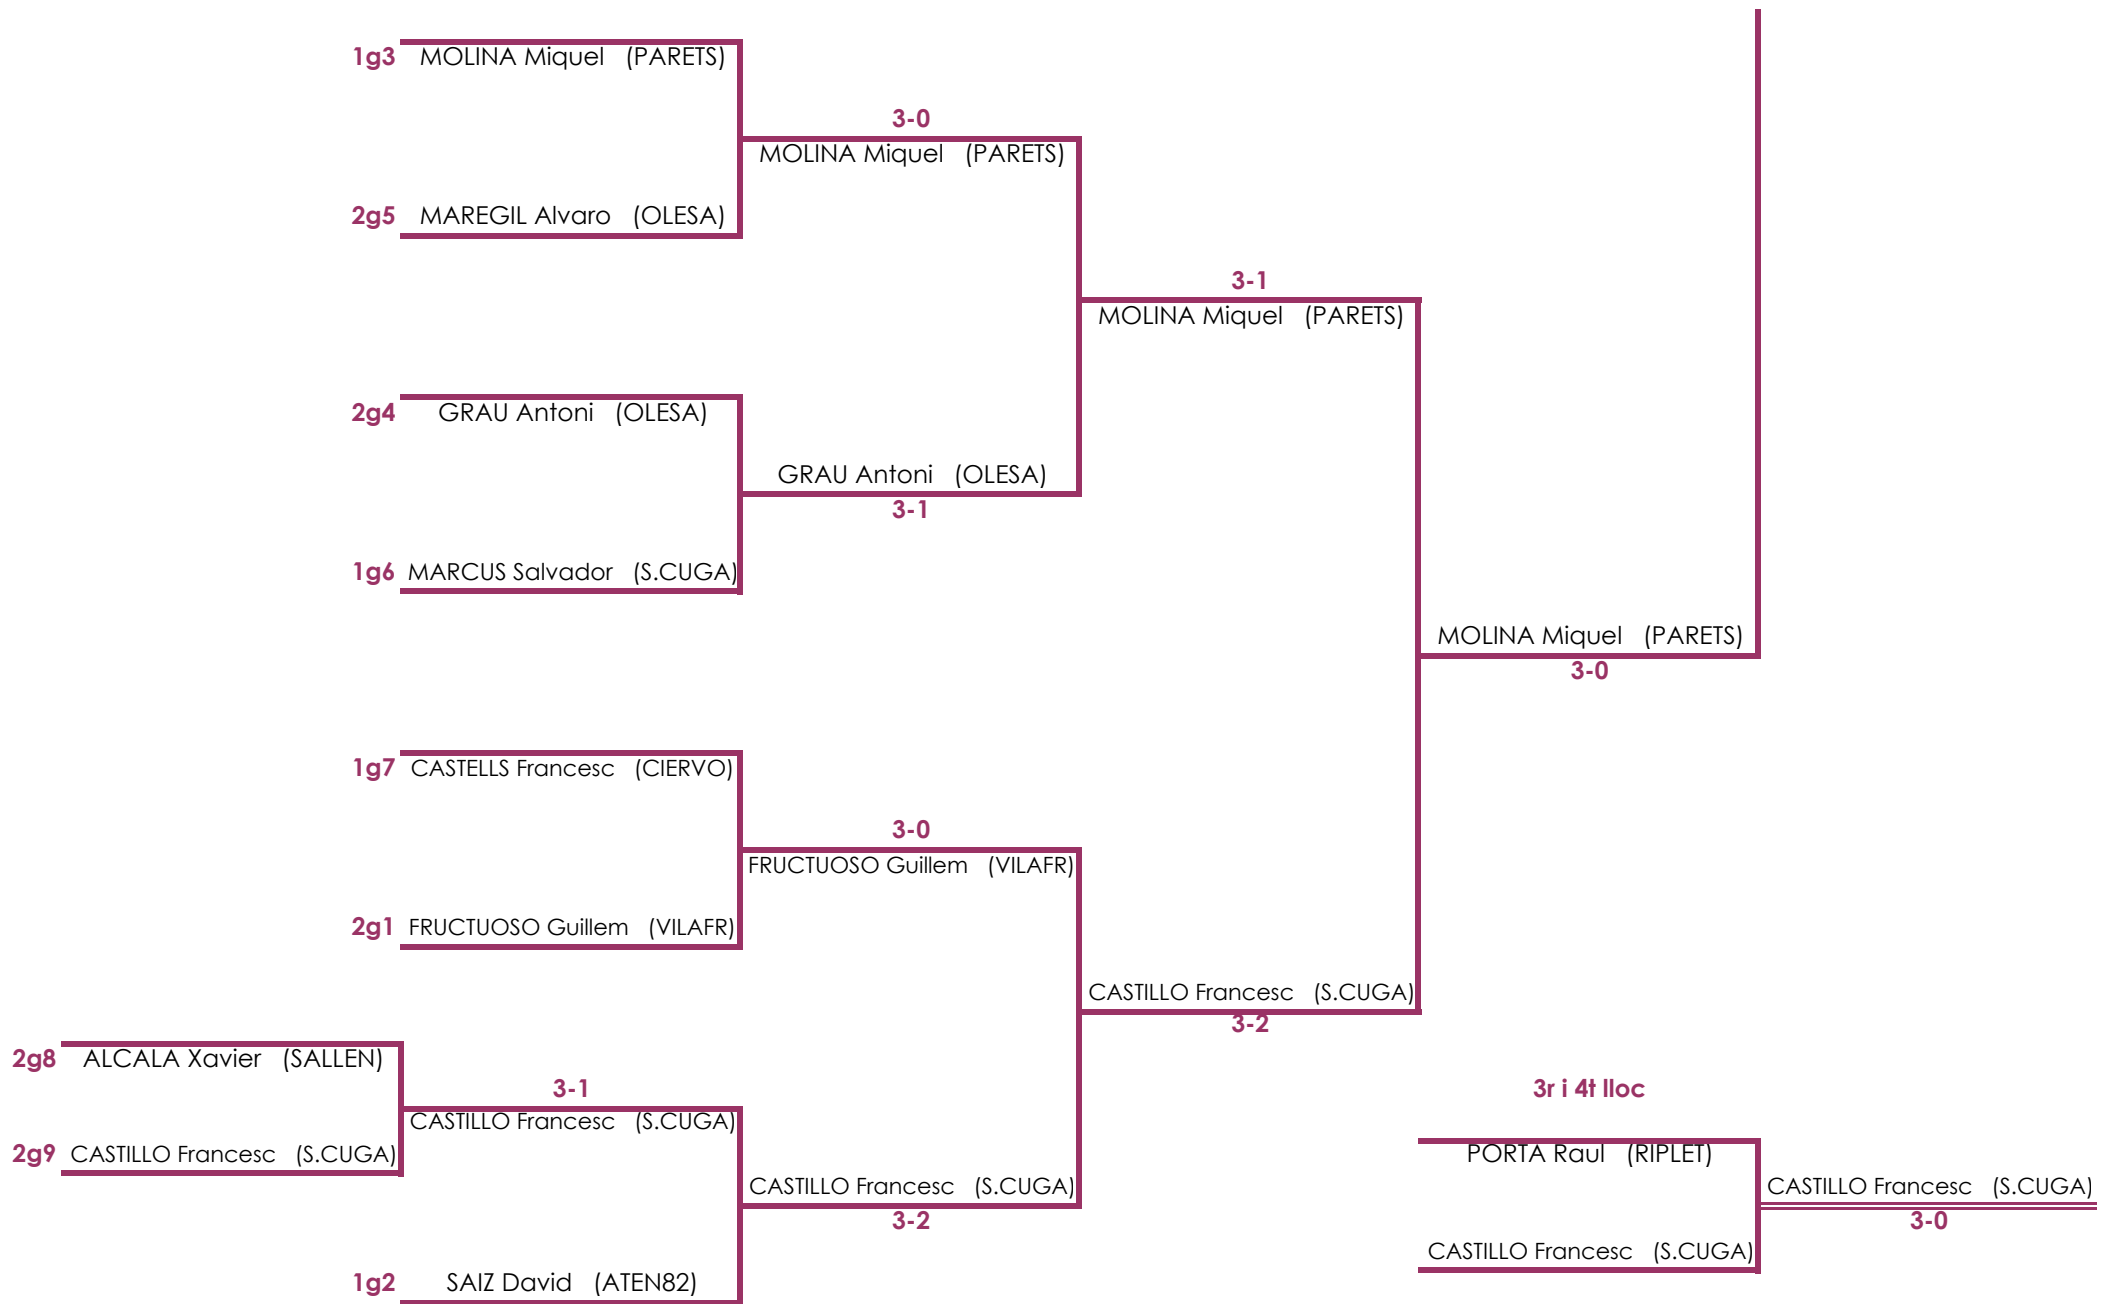 1g3 MOLINA Miquel (PARETS)
3-0
MOLINA Miquel (PARETS)
2g5 MAREGIL Alvaro (OLESA)
3-1
MOLINA Miquel (PARETS)
2g4 GRAU Antoni (OLESA)
GRAU Antoni (OLESA)
3-1
1g6 MARCUS Salvador (S.CUGA)
MOLINA Miquel (PARETS)
3-0
1g7 CASTELLS Francesc (CIERVO)
3-0
FRUCTUOSO Guillem (VILAFR)
2g1 FRUCTUOSO Guillem (VILAFR)
CASTILLO Francesc (S.CUGA)
3-2
2g8 ALCALA Xavier (SALLEN)
3-1
CASTILLO Francesc (S.CUGA)
2g9 CASTILLO Francesc (S.CUGA)
CASTILLO Francesc (S.CUGA)
3-2
1g2 SAIZ David (ATEN82)
3r i 4t lloc
PORTA Raul (RIPLET)
CASTILLO Francesc (S.CUGA)
3-0
CASTILLO Francesc (S.CUGA)